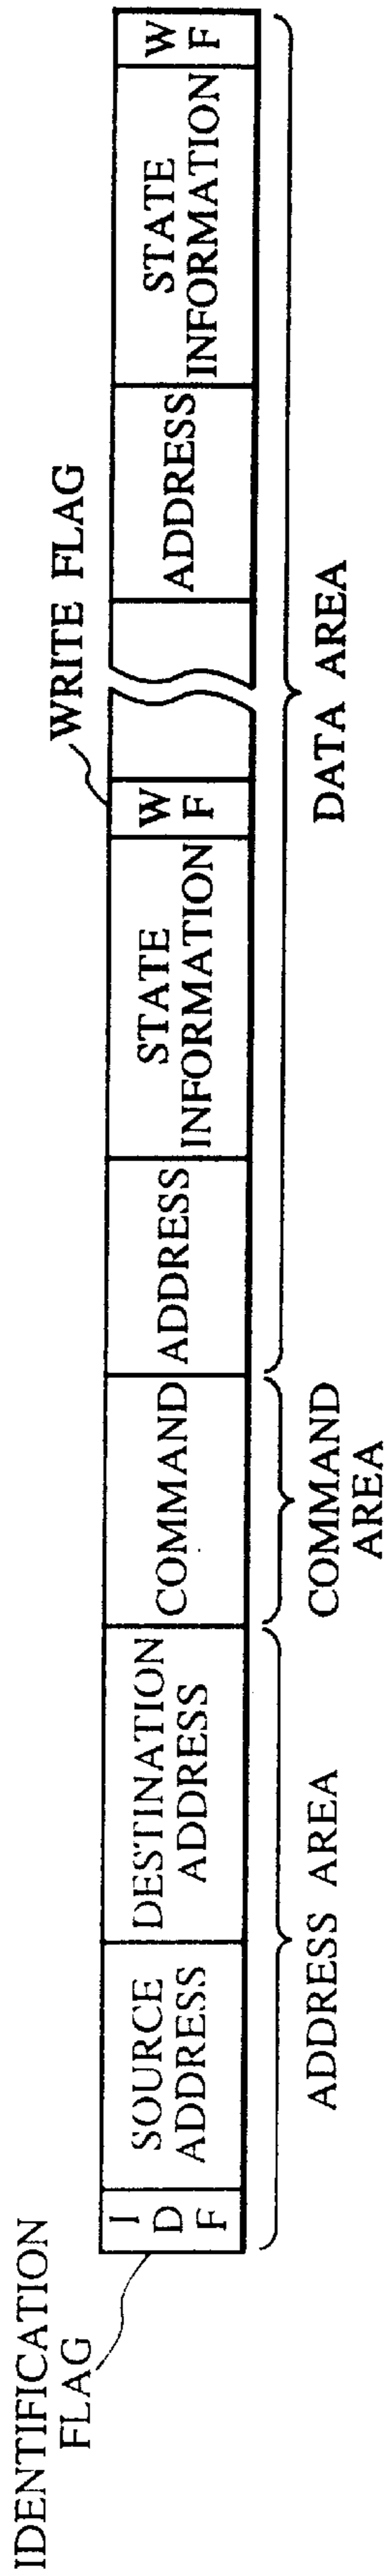 IDENTIFICATION
FLAG
WRITE FLAG
I
D
F
SOURCE
ADDRESS
DESTINATION
ADDRESS
COMMAND
ADDRESS
STATE
INFORMATION
W
F
ADDRESS
STATE
INFORMATION
W
F
ADDRESS AREA
COMMAND
AREA
DATA AREA